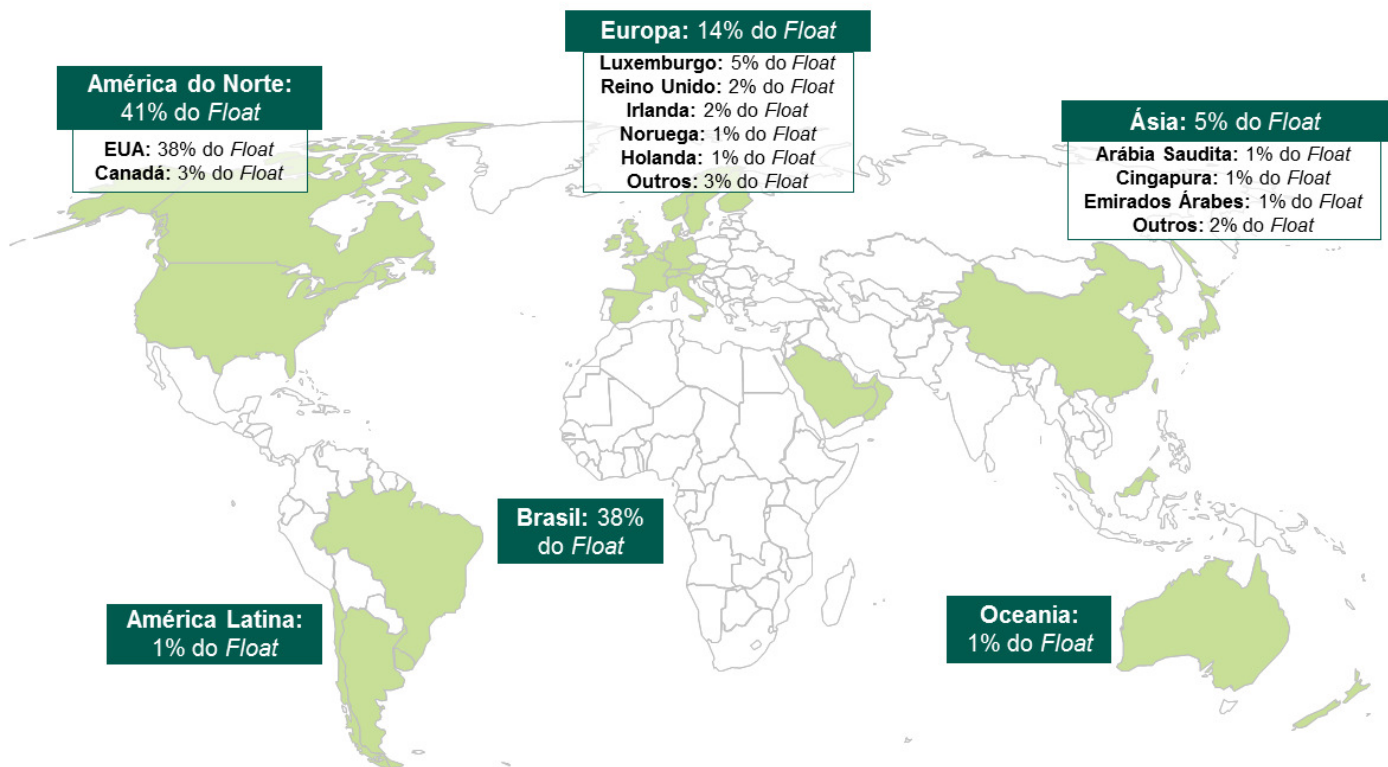 América do Norte:
41% do Float
EUA: 38% do Float
Canadá: 3% do Float
Europa: 14% do Float
Luxemburgo: 5% do Float
Reino Unido: 2% do Float
Irlanda: 2% do Float
Noruega: 1% do Float
Holanda: 1% do Float
Outros: 3% do Float
Ásia: 5% do Float
Arábia Saudita: 1% do Float
Cingapura: 1% do Float
Emirados Árabes: 1% do Float
Outros: 2% do Float
Brasil: 38%
do Float
América Latina:
1% do Float
Oceania:
1% do Float